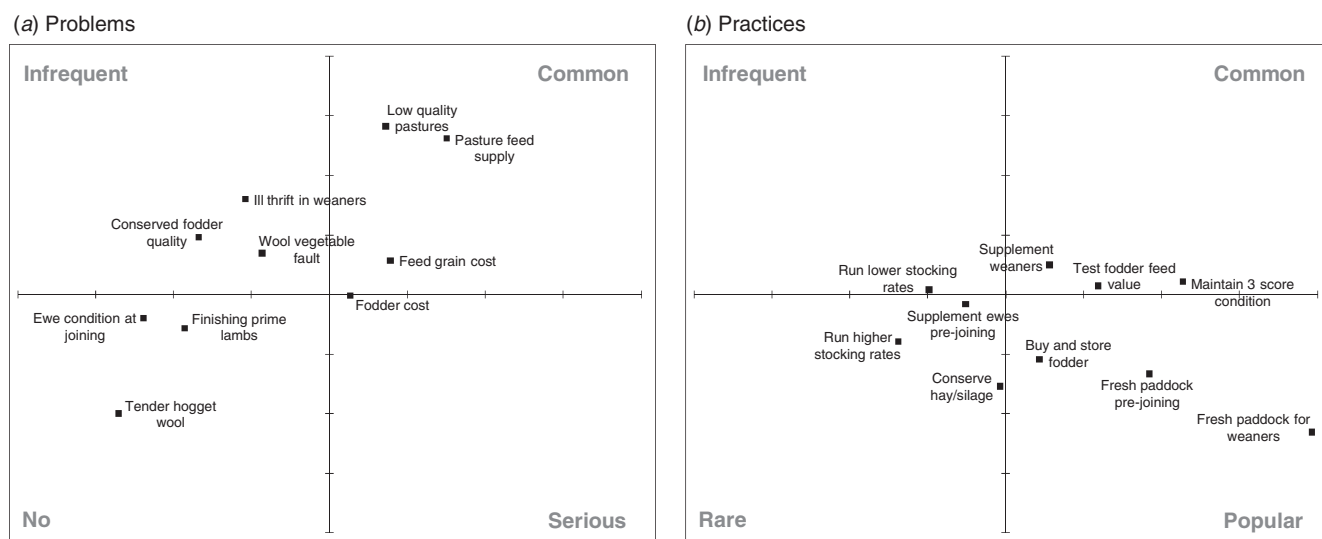 (a) Problems
Infrequent
Common
Low quality
pastures
Pasture feed
supply
Ill thrift in weaners
Conserved fodder
quality
Wool vegetable
fault
Feed grain cost
Fodder cost
Ewe condition at
joining
Finishing prime
lambs
Tender hogget
wool
No
Serious
(b) Practices
Infrequent
Common
Supplement
weaners
Test fodder feed
value
Maintain 3 score
condition
Run lower stocking
rates
Supplement ewes
pre-joining
Run higher
stocking rates
Buy and store
fodder
Conserve
hay/silage
Fresh paddock
pre-joining
Fresh paddock for
weaners
Rare
Popular